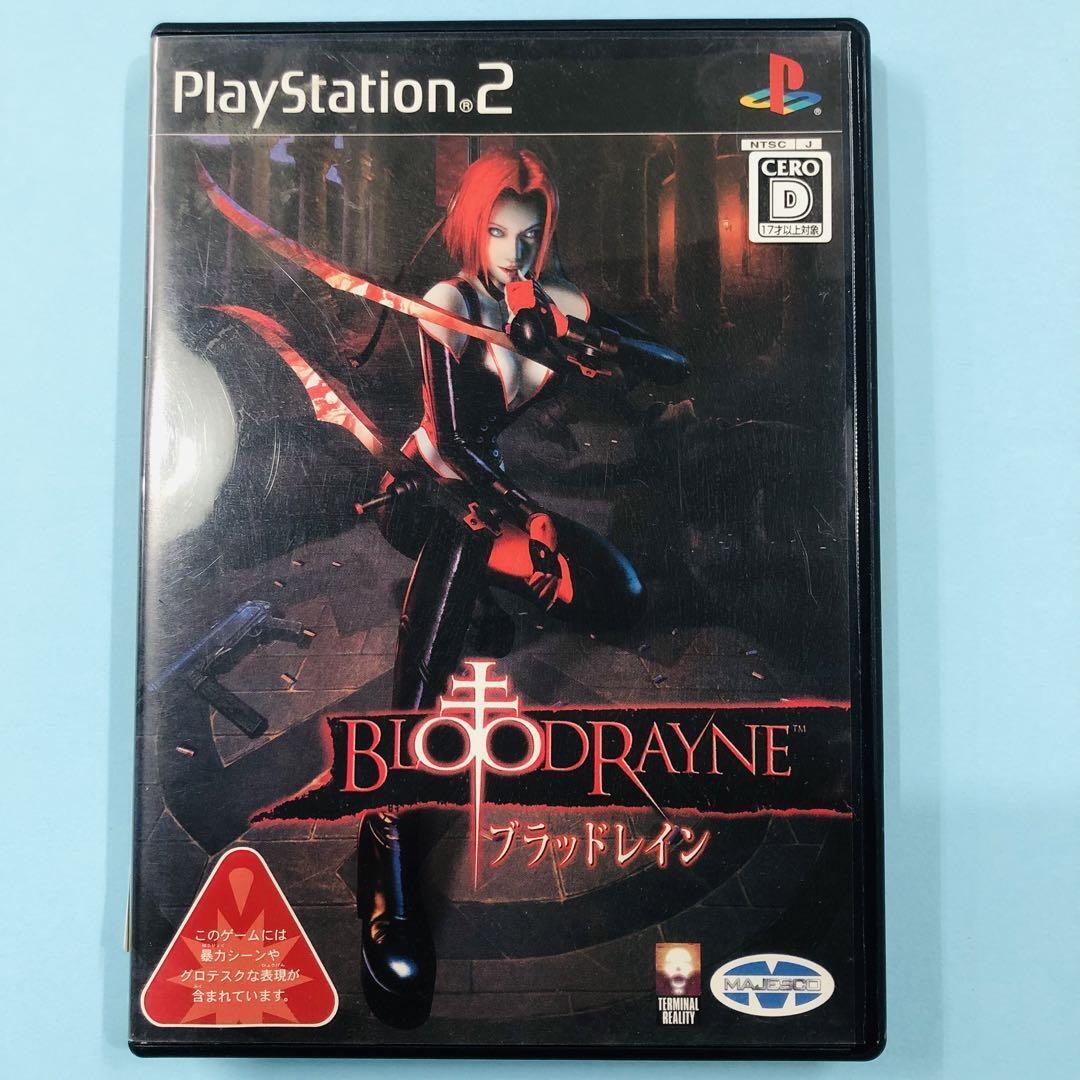 PlayStation®2
®
NTSC J
CERO
D
17才以上対象
BLOODRAYNE™
ブラッドレイン
このゲームには
暴力シーンや
グロテスクな表現が
含まれています。
TERMINAL
REALITY
MAJESCO